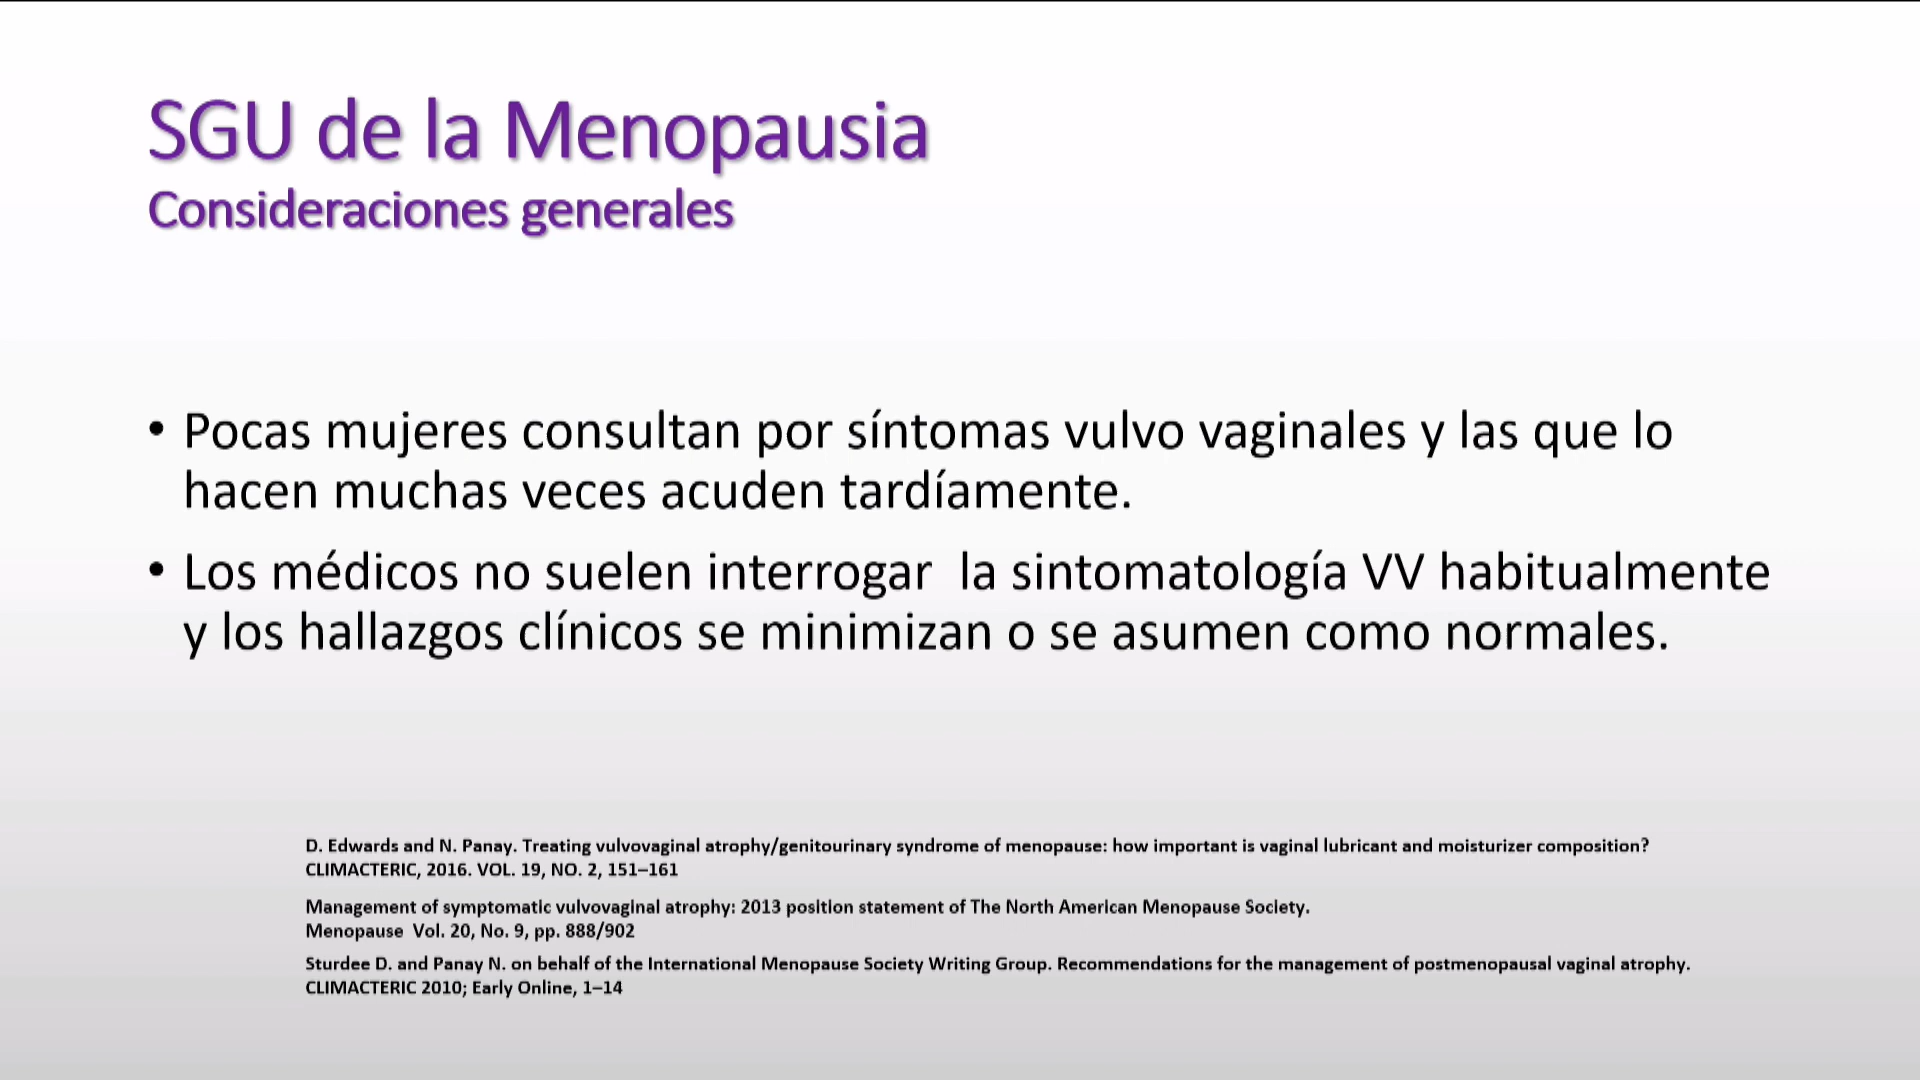 SGU de la Menopausia
Consideraciones generales
• Pocas mujeres consultan por síntomas vulvo vaginales y las que lo
hacen muchas veces acuden tardíamente.
• Los médicos no suelen interrogar  la sintomatología VV habitualmente
y los hallazgos clínicos se minimizan o se asumen como normales.
D. Edwards and N. Panay. Treating vulvovaginal atrophy/genitourinary syndrome of menopause: how important is vaginal lubricant and moisturizer composition?
CLIMACTERIC, 2016. VOL. 19, NO. 2, 151–161
Management of symptomatic vulvovaginal atrophy: 2013 position statement of The North American Menopause Society.
Menopause  Vol. 20, No. 9, pp. 888/902
Sturdee D. and Panay N. on behalf of the International Menopause Society Writing Group. Recommendations for the management of postmenopausal vaginal atrophy.
CLIMACTERIC 2010; Early Online, 1–14